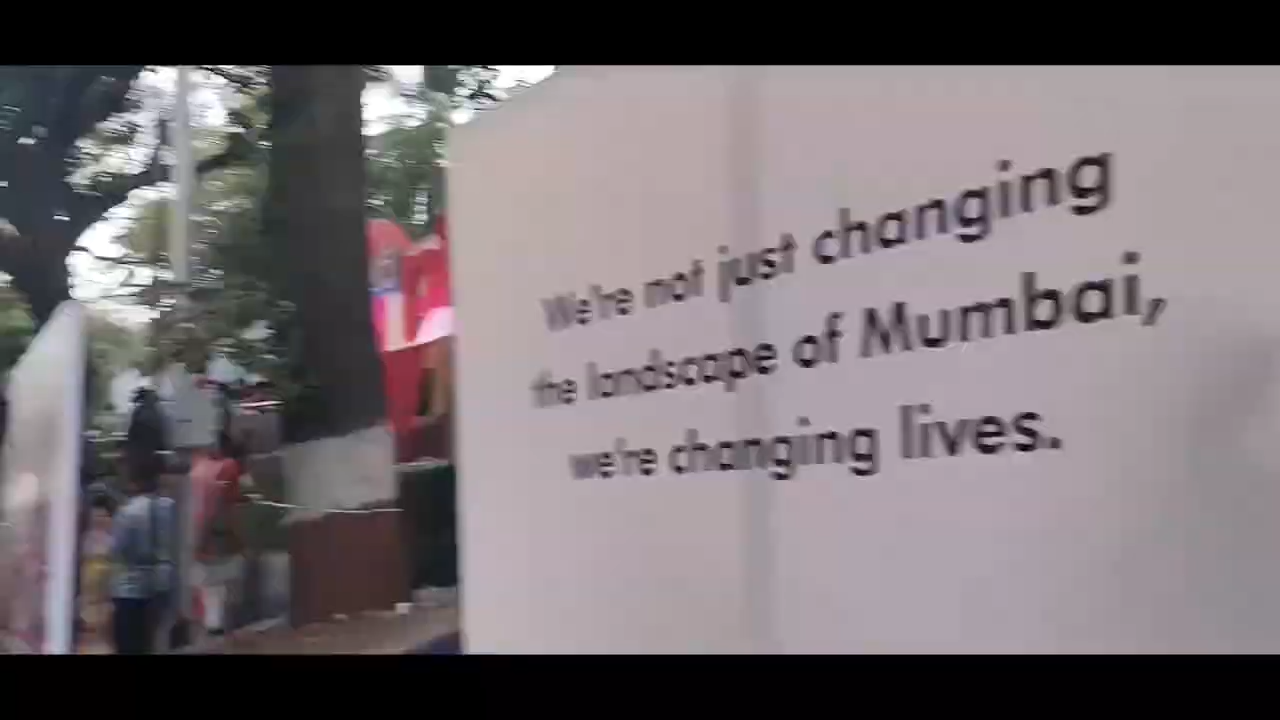 We're not just changing
the landscape of Mumbai,
we're changing lives.